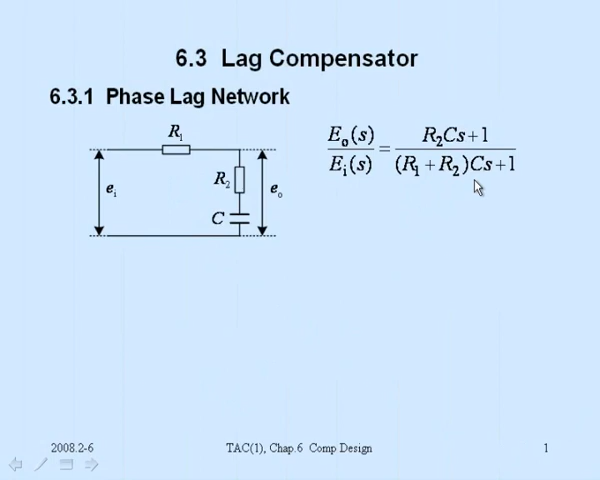 6.3 Lag Compensator
6.3.1 Phase Lag Network
R₁
R₂
C
eᵢ
eₒ
Eₒ(s)/Eᵢ(s) = (R₂Cs+1)/((R₁+R₂)Cs+1)
2008.2-6
TAC(1), Chap.6 Comp Design
1